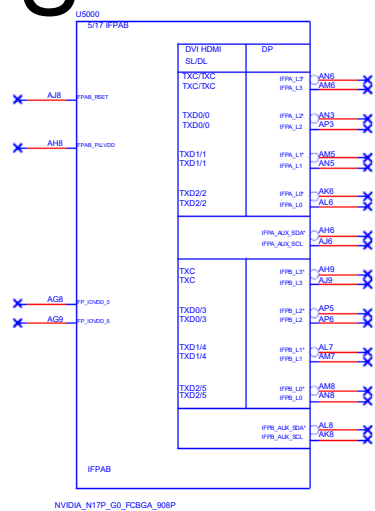 U5000
5/17 IFPAB
DVI HDMI DP
SL/DL
TXC/TXC IFPA_L3* AN6
TXC/TXC IFPA_L3 AM6
AJ8 IFPAB_RSET
TXD0/0 IFPA_L2* AN3
TXD0/0 IFPA_L2 AP3
AH8 IFPAB_PLLVDD
TXD1/1 IFPA_L1* AM5
TXD1/1 IFPA_L1 AN5
TXD2/2 IFPA_L0* AK6
TXD2/2 IFPA_L0 AL6
IFPA_AUX_SDA* AH6
IFPA_AUX_SCL AJ6
TXC IFPB_L3* AH9
TXC IFPB_L3 AJ9
AG8 FP_IOVDD_5
TXD0/3 IFPB_L2* AP5
AG9 FP_IOVDD_6
TXD0/3 IFPB_L2 AP6
TXD1/4 IFPB_L1* AL7
TXD1/4 IFPB_L1 AM7
TXD2/5 IFPB_L0* AM8
TXD2/5 IFPB_L0 AN8
IFPB_AUX_SDA* AL8
IFPB_AUX_SCL AK8
IFPAB
NVIDIA_N17P_G0_FCBGA_908P